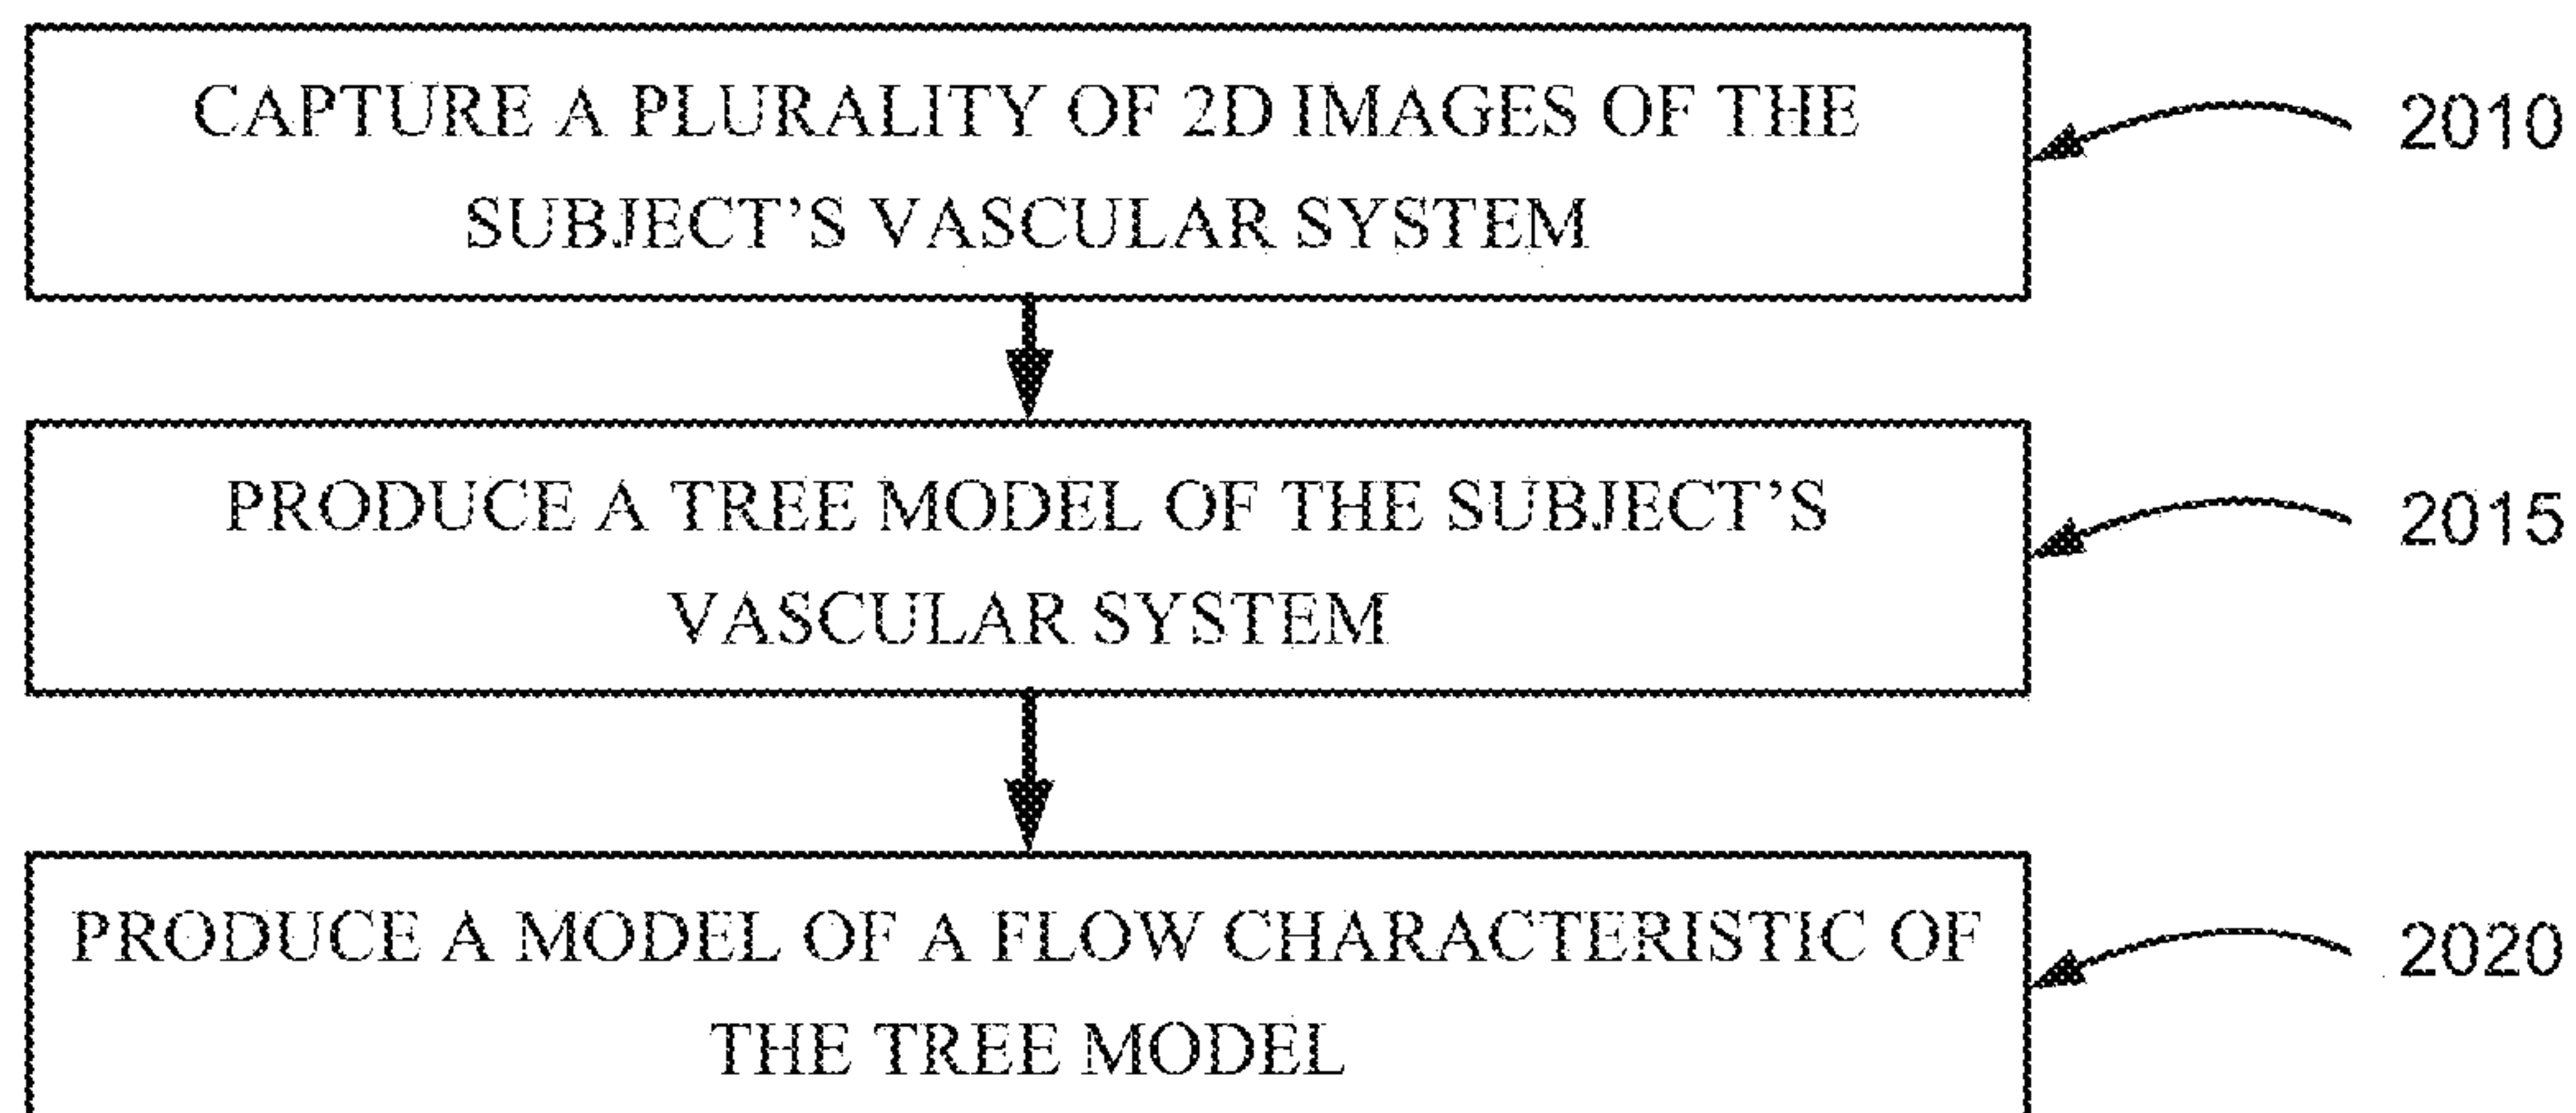 CAPTURE A PLURALITY OF 2D IMAGES OF THE
SUBJECT’S VASCULAR SYSTEM
2010
PRODUCE A TREE MODEL OF THE SUBJECT’S
VASCULAR SYSTEM
2015
PRODUCE A MODEL OF A FLOW CHARACTERISTIC OF
THE TREE MODEL
2020